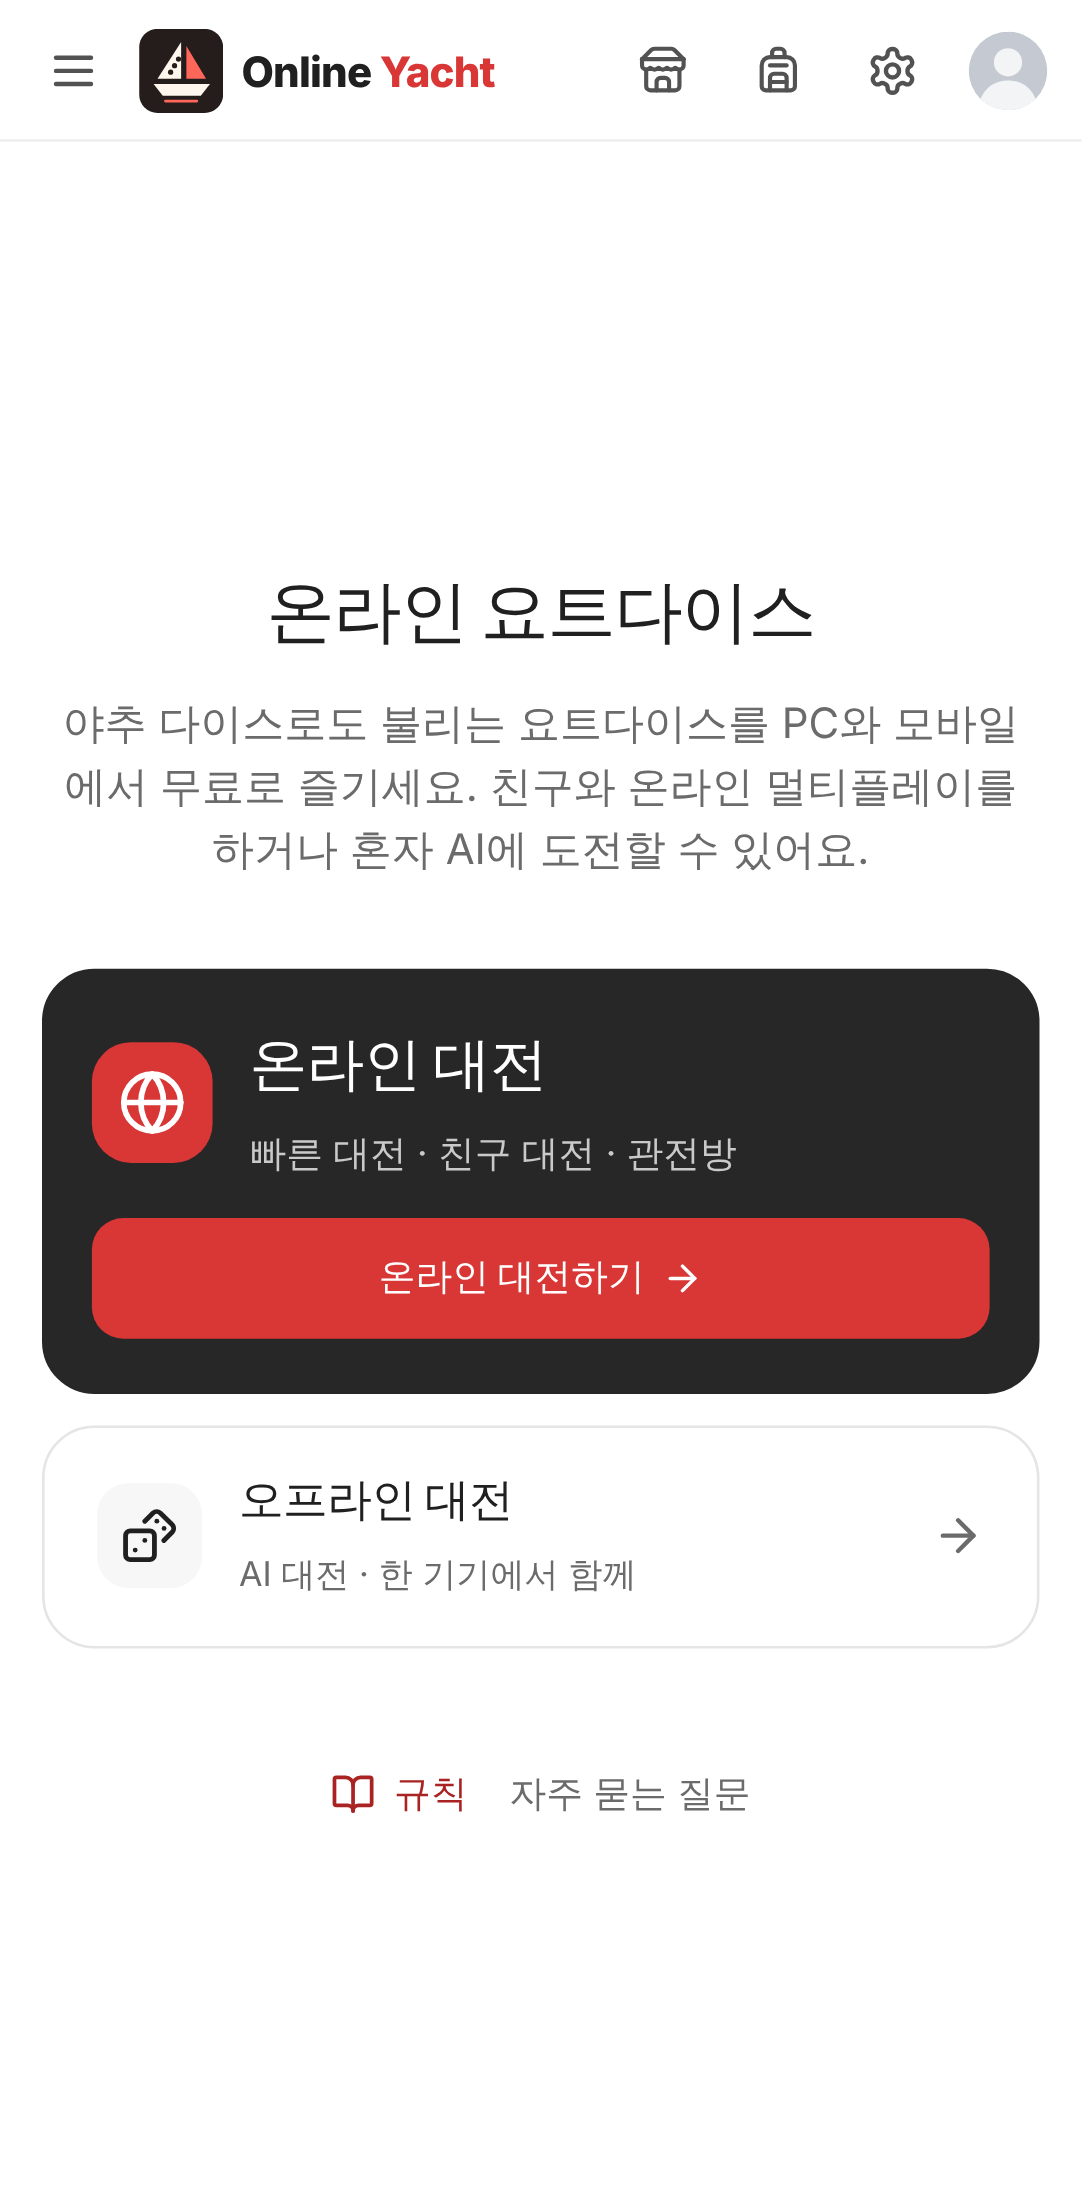 Online Yacht
온라인 요트다이스
야추 다이스로도 불리는 요트다이스를 PC와 모바일
에서 무료로 즐기세요. 친구와 온라인 멀티플레이를
하거나 혼자 AI에 도전할 수 있어요.
온라인 대전
빠른 대전 · 친구 대전 · 관전방
온라인 대전하기 →
오프라인 대전
AI 대전 · 한 기기에서 함께
규칙 자주 묻는 질문